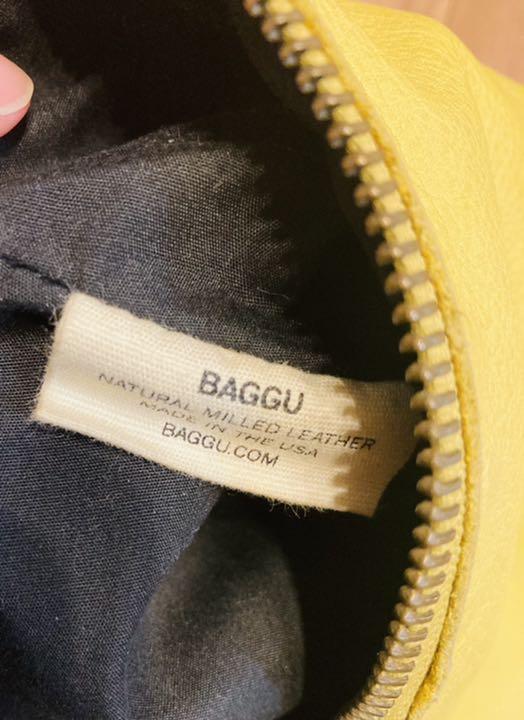 BAGGU
NATURAL MILLED LEATHER
MADE IN THE USA
BAGGU.COM